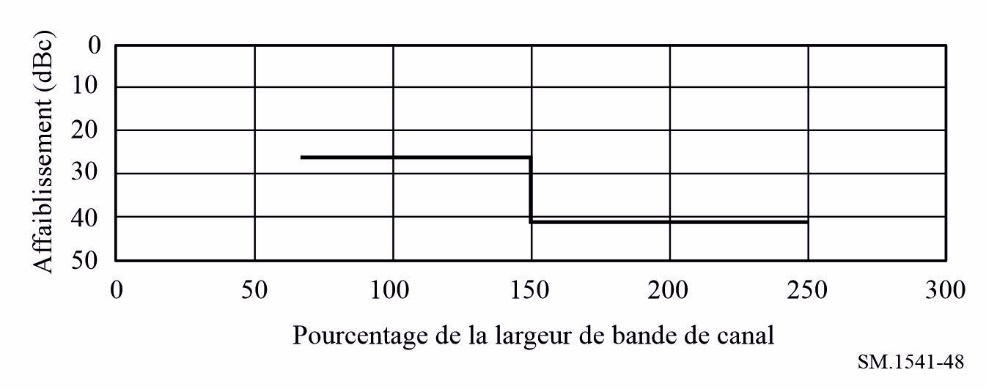 Affaiblissement (dBc)
0
10
20
30
40
50
0 50 100 150 200 250 300
Pourcentage de la largeur de bande de canal
SM.1541-48